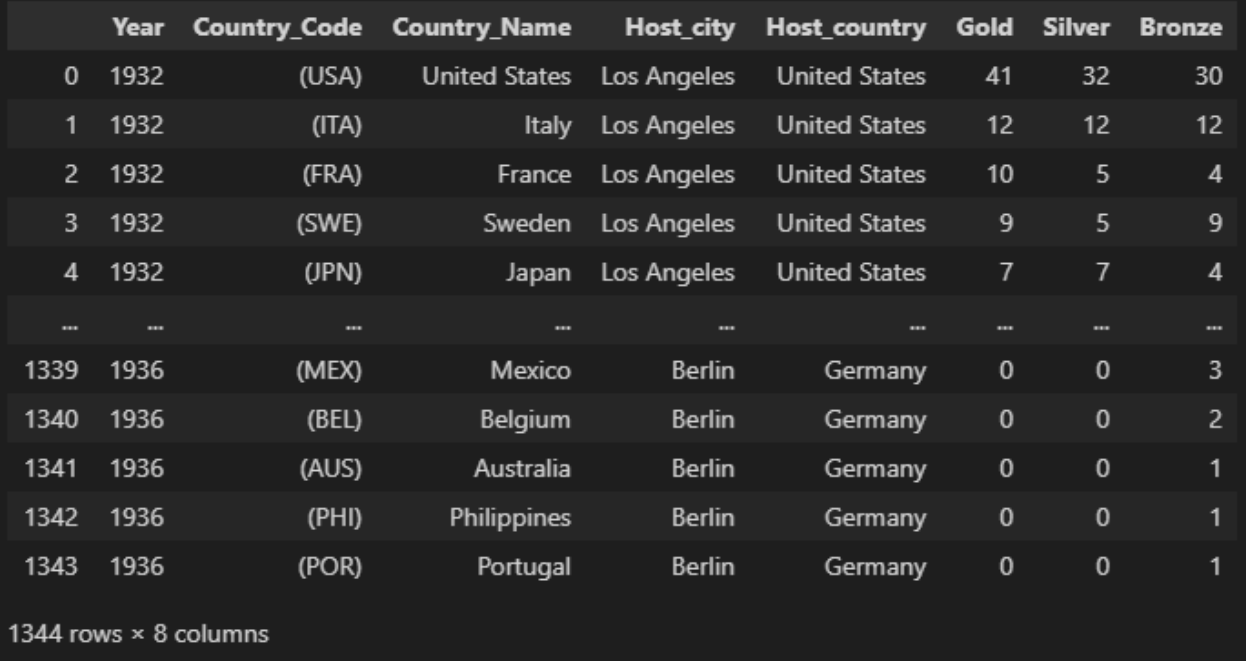 Year Country_Code Country_Name Host_city Host_country Gold Silver Bronze
0 1932 (USA) United States Los Angeles United States 41 32 30
1 1932 (ITA) Italy Los Angeles United States 12 12 12
2 1932 (FRA) France Los Angeles United States 10 5 4
3 1932 (SWE) Sweden Los Angeles United States 9 5 9
4 1932 (JPN) Japan Los Angeles United States 7 7 4
... ... ... ... ... ... ... ... ...
1339 1936 (MEX) Mexico Berlin Germany 0 0 3
1340 1936 (BEL) Belgium Berlin Germany 0 0 2
1341 1936 (AUS) Australia Berlin Germany 0 0 1
1342 1936 (PHI) Philippines Berlin Germany 0 0 1
1343 1936 (POR) Portugal Berlin Germany 0 0 1
1344 rows × 8 columns